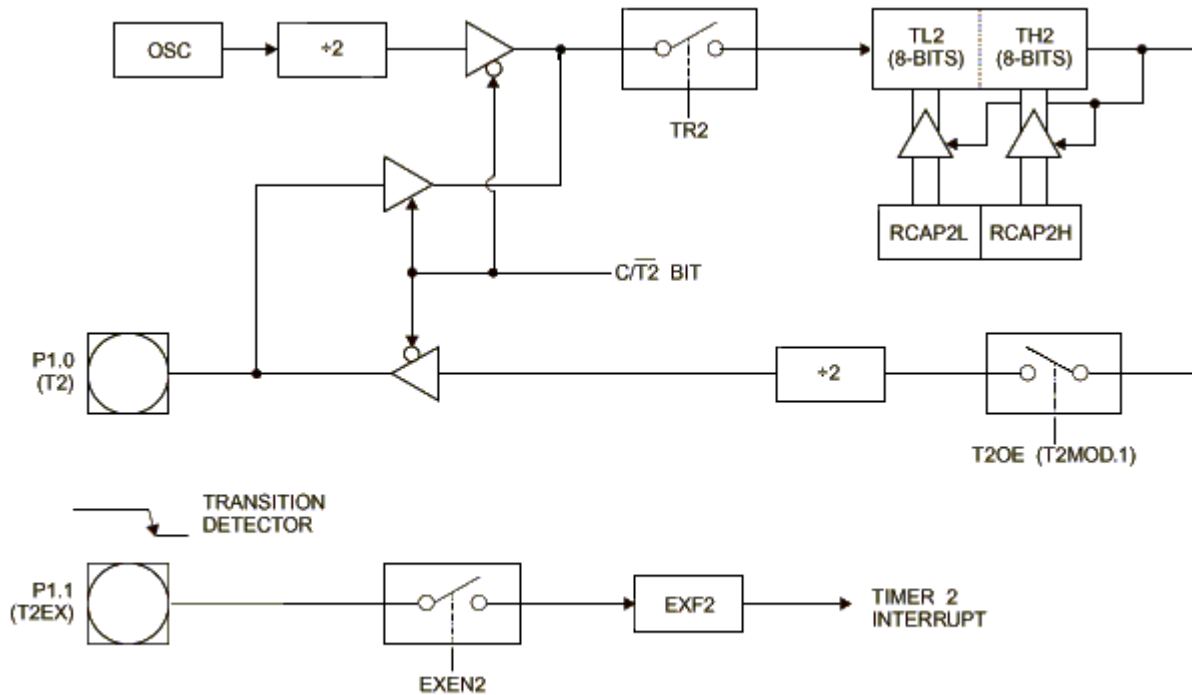 OSC
÷2
TR2
TL2
(8-BITS)
TH2
(8-BITS)
RCAP2L
RCAP2H
C/T̅2̅ BIT
P1.0
(T2)
÷2
T2OE (T2MOD.1)
TRANSITION
DETECTOR
P1.1
(T2EX)
EXEN2
EXF2
TIMER 2
INTERRUPT